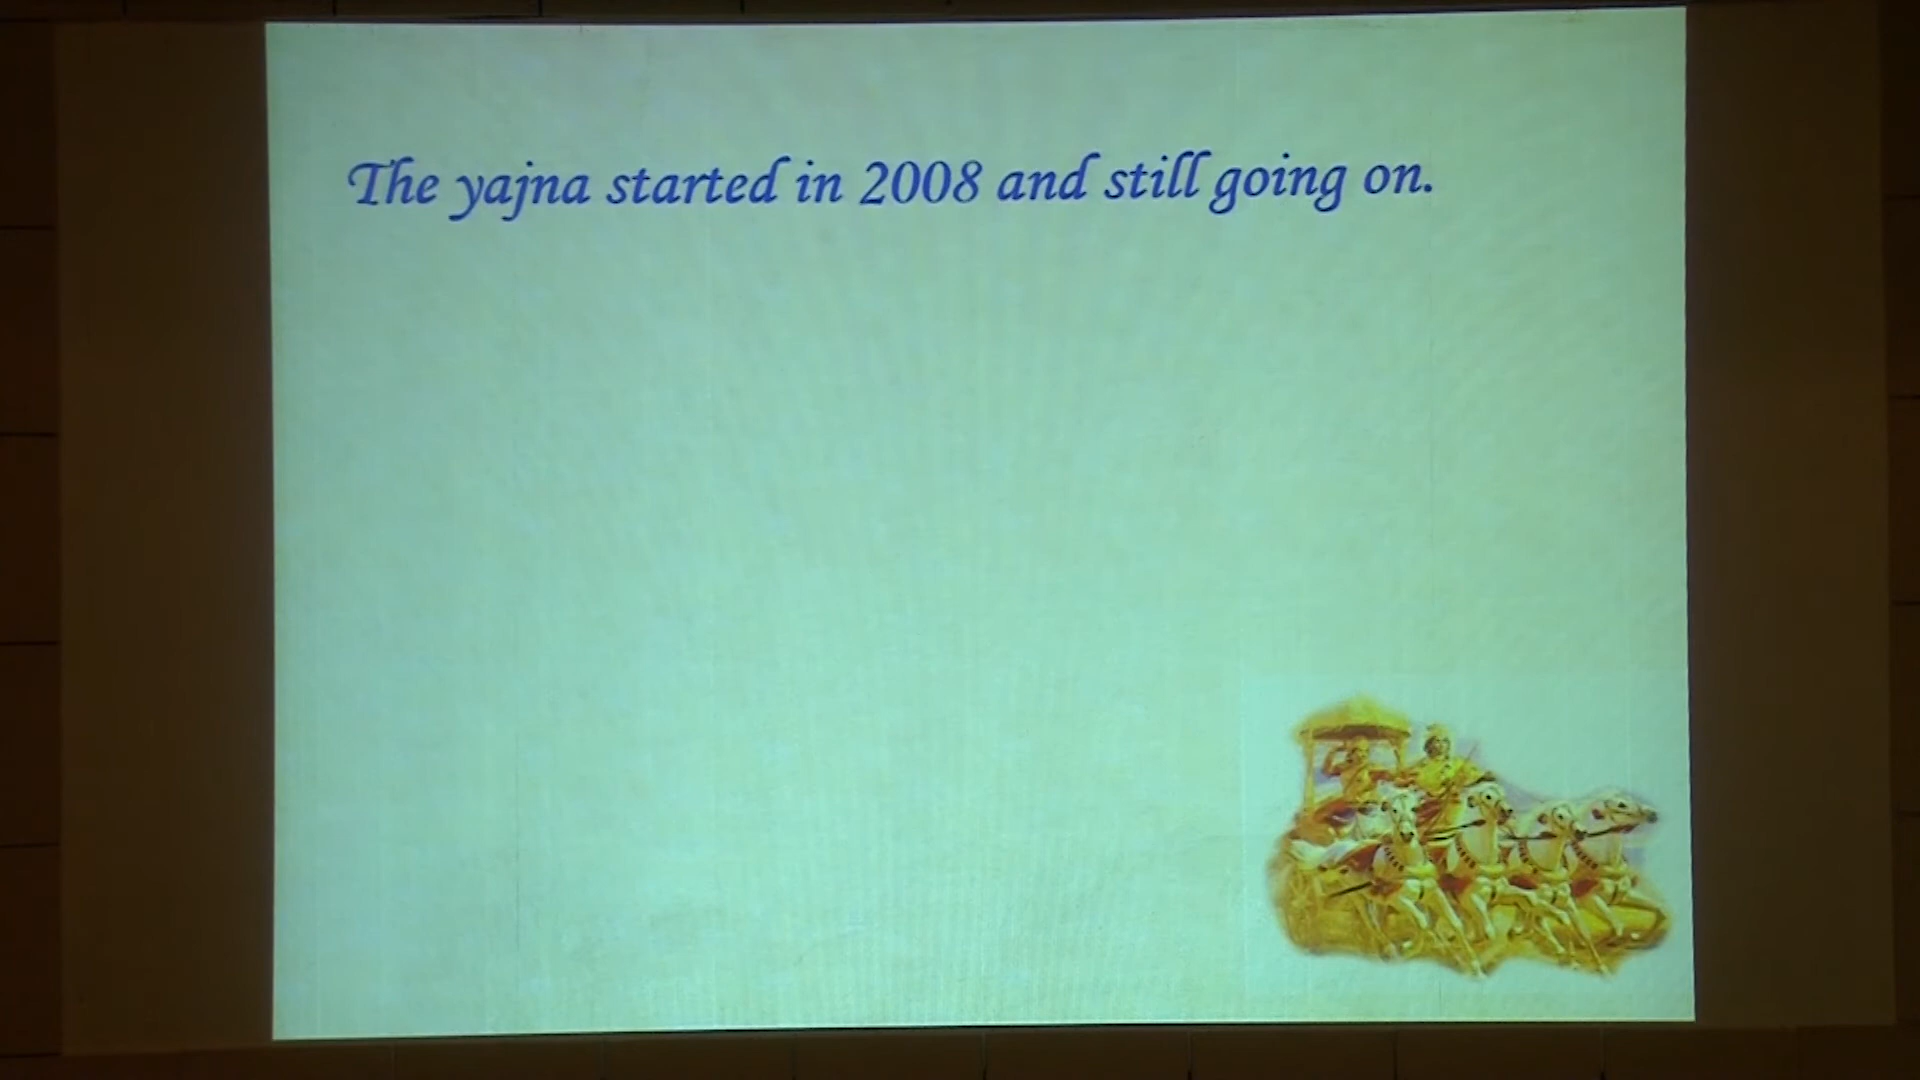 The yajna started in 2008 and still going on.